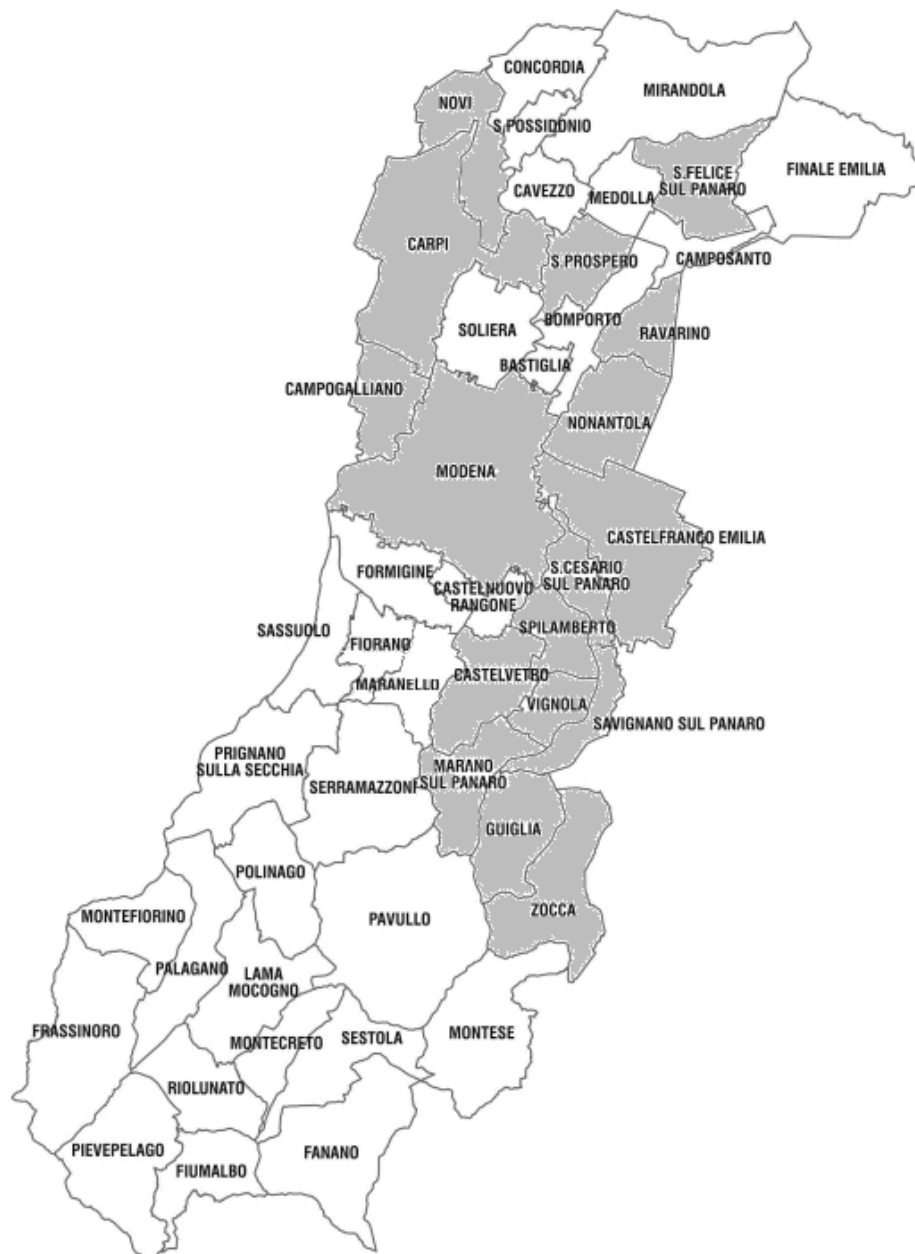 CONCORDIA
MIRANDOLA
NOVI
S.POSSIDONIO
S.FELICE
SUL PANARO
FINALE EMILIA
CAVEZZO
MEDOLLA
CARPI
S.PROSPERO
CAMPOSANTO
SOLIERA
BOMPORTO
RAVARINO
BASTIGLIA
CAMPOGALLIANO
NONANTOLA
MODENA
CASTELFRANCO EMILIA
FORMIGINE
CASTELNUOVO
RANGONE
S.CESARIO
SUL PANARO
SASSUOLO
FIORANO
SPILAMBERTO
MARANELLO
CASTELVETRO
VIGNOLA
SAVIGNANO SUL PANARO
PRIGNANO
SULLA SECCHIA
SERRAMAZZONI
MARANO
SUL PANARO
GUIGLIA
POLINAGO
ZOCCA
MONTEFIORINO
PAVULLO
PALAGANO
LAMA
MOCOGNO
FRASSINORO
MONTECRETO
SESTOLA
MONTESE
RIOLUNATO
PIEVEPELAGO
FIUMALBO
FANANO